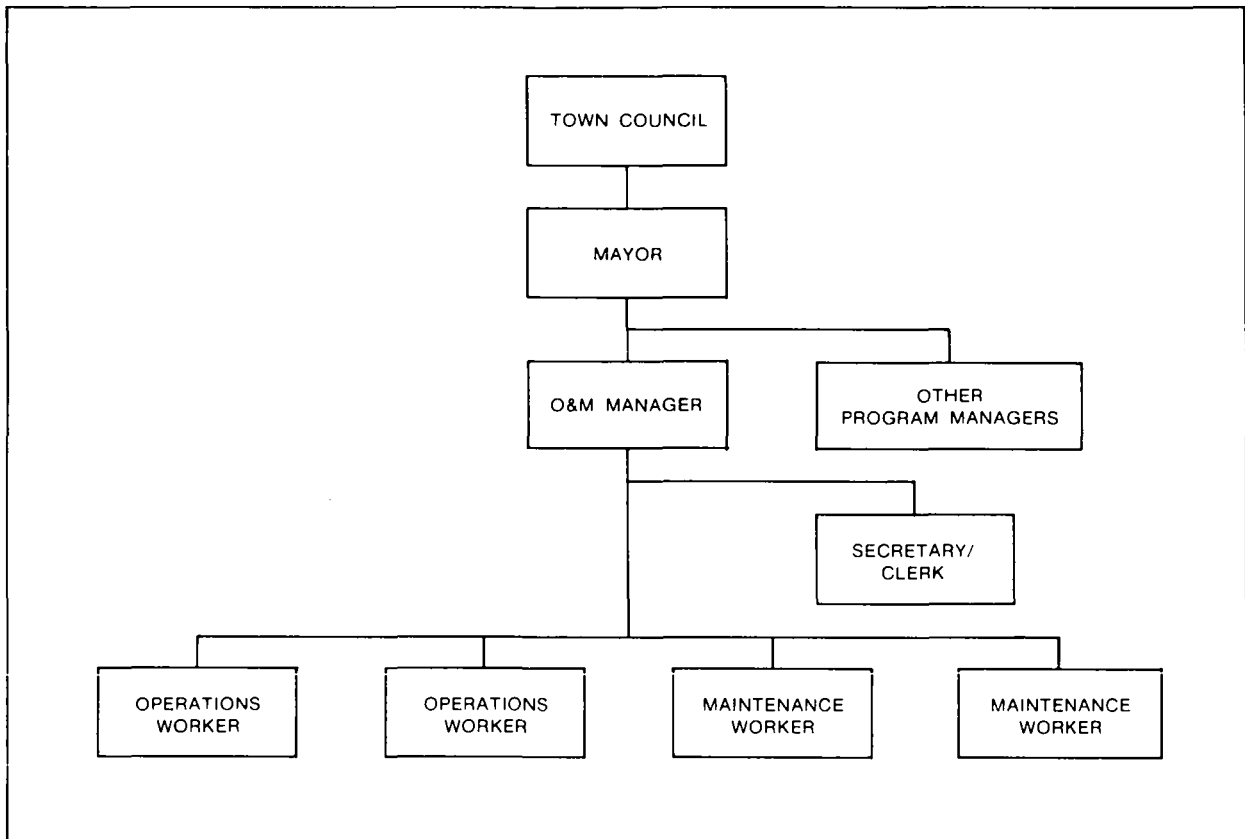 TOWN COUNCIL
MAYOR
O&M MANAGER
OTHER
PROGRAM MANAGERS
SECRETARY/
CLERK
OPERATIONS
WORKER
OPERATIONS
WORKER
MAINTENANCE
WORKER
MAINTENANCE
WORKER